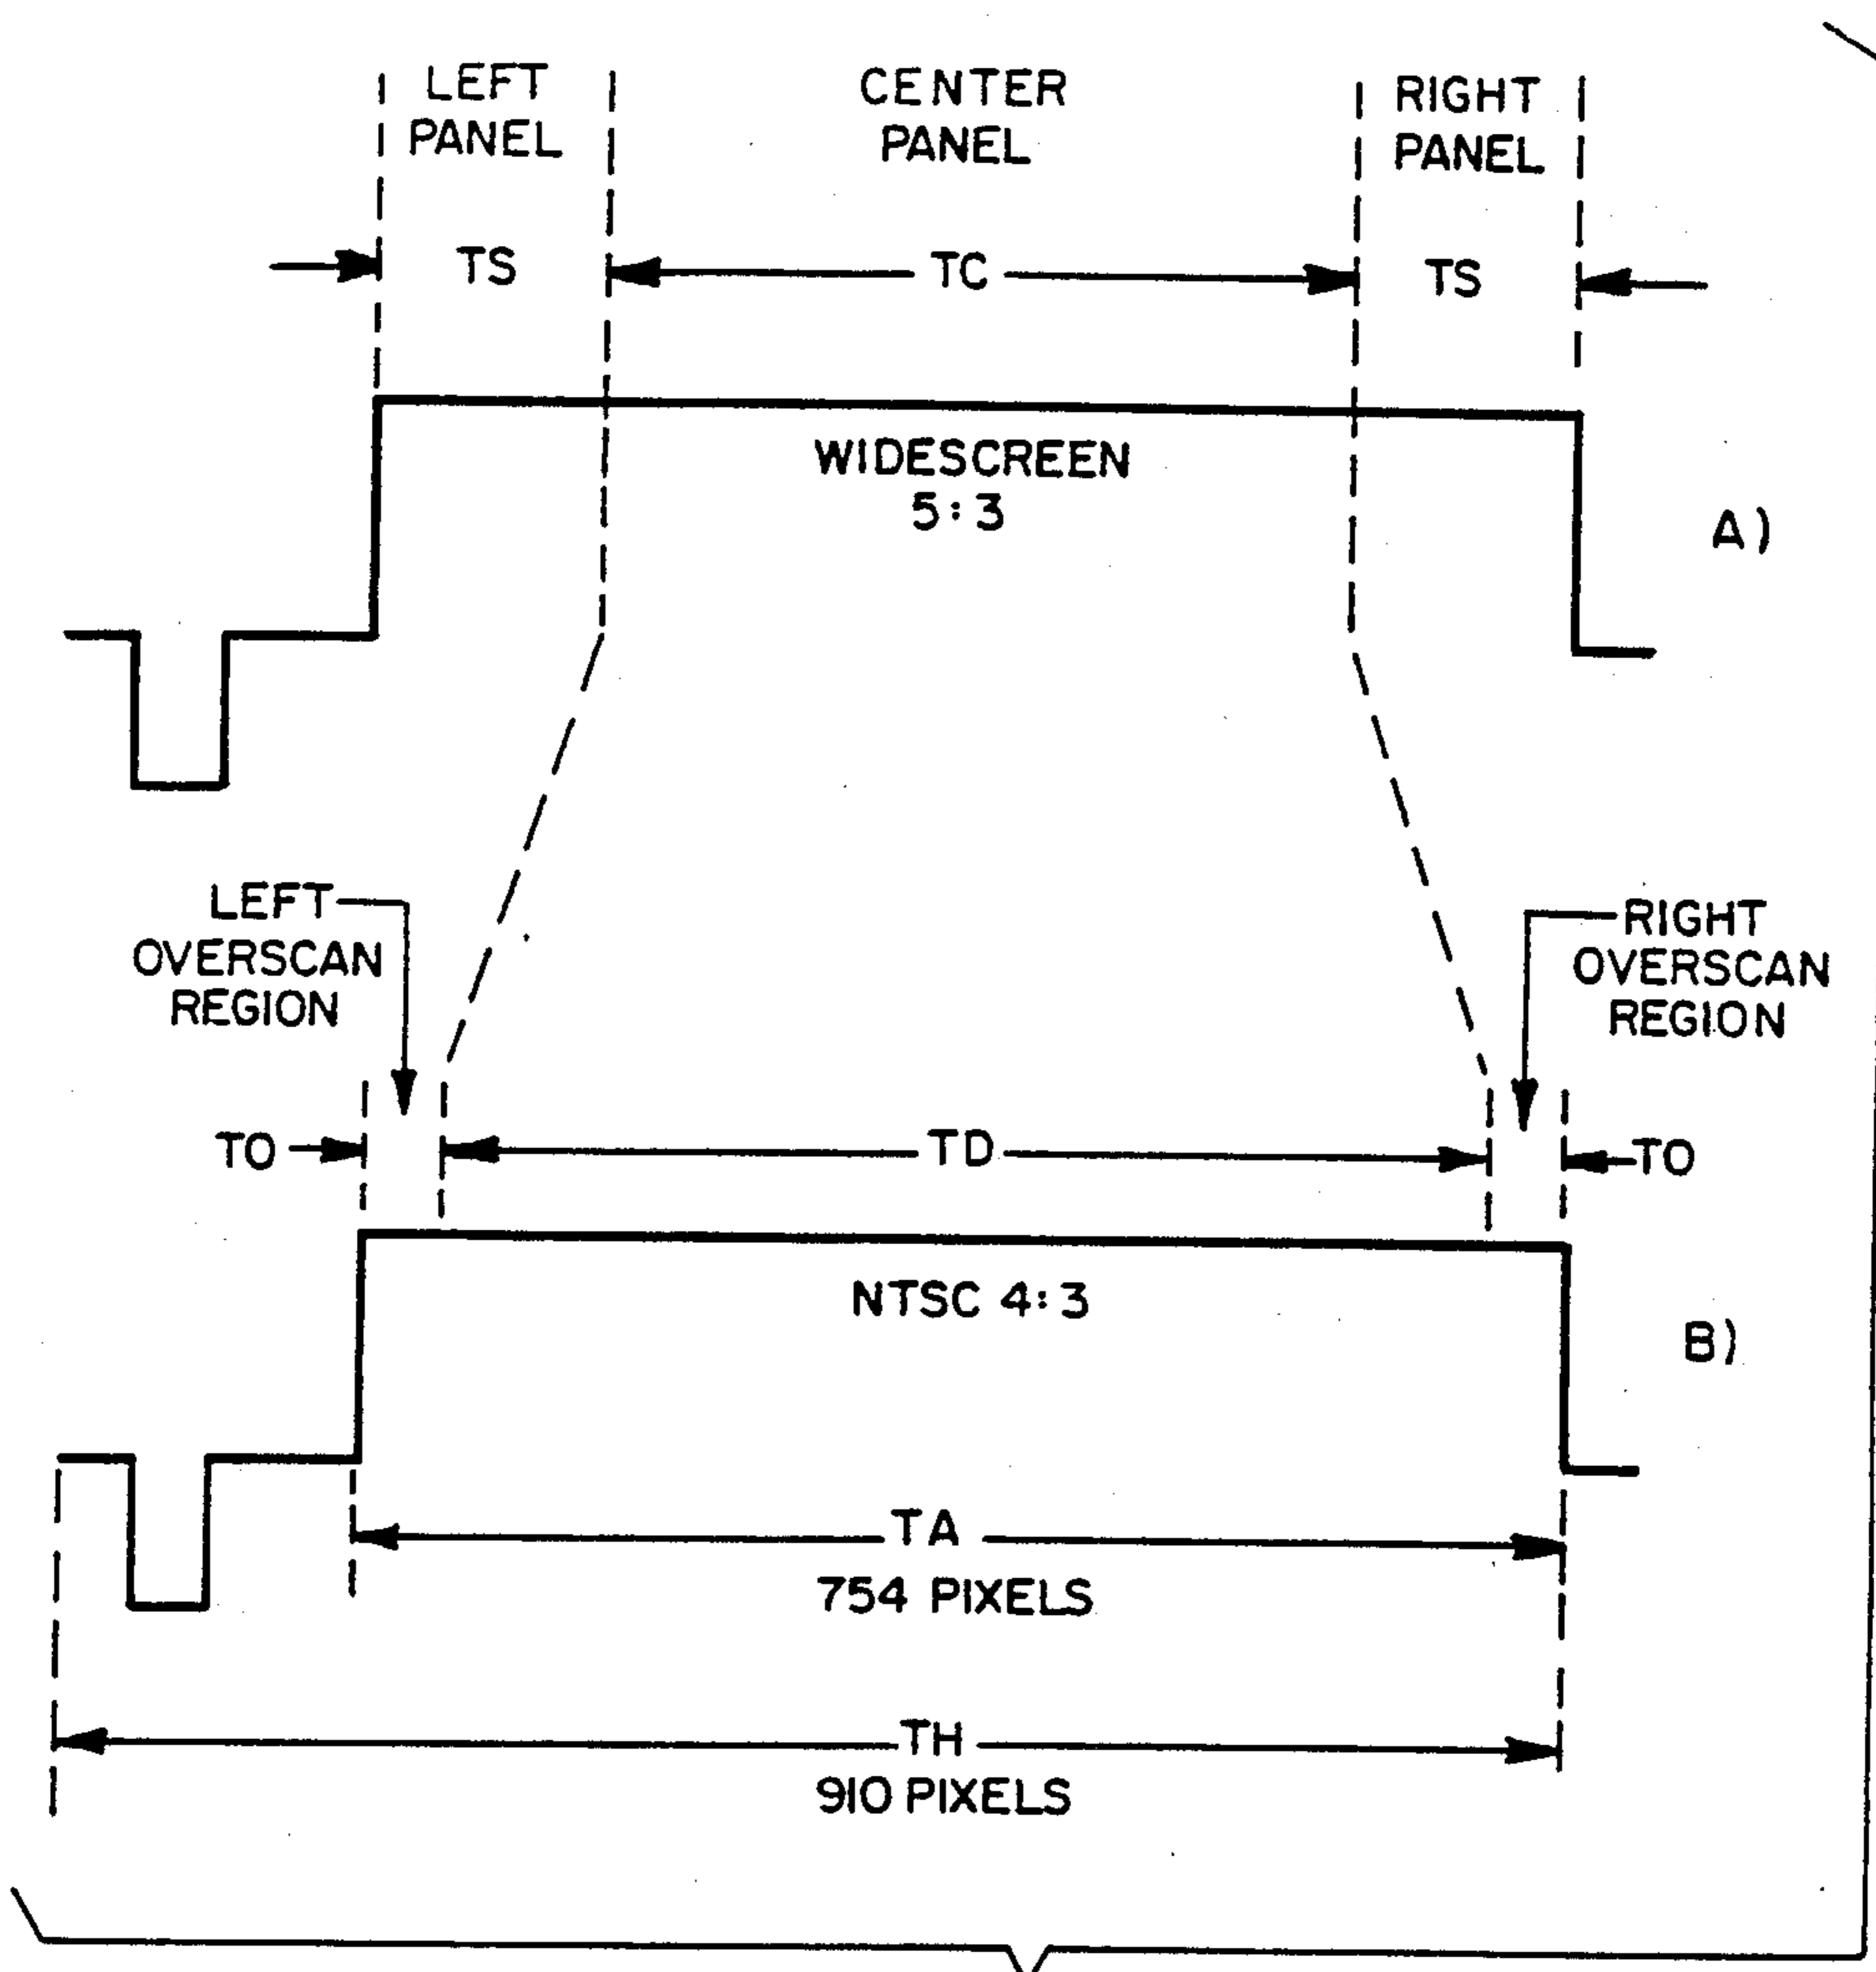 LEFT
PANEL
CENTER
PANEL
RIGHT
PANEL
TS
TC
TS
WIDESCREEN
5:3
A)
LEFT
OVERSCAN
REGION
RIGHT
OVERSCAN
REGION
TO
TD
TO
NTSC 4:3
B)
TA
754 PIXELS
TH
910 PIXELS